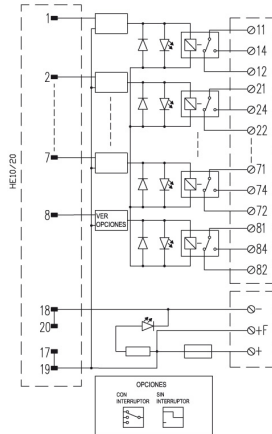 1
11
14
12
2
21
24
22
HE10/20
7
71
74
72
8
VER
OPCIONES
81
84
82
18
20
17
19
-
+F
+
OPCIONES
CON
INTERRUPTOR
SIN
INTERRUPTOR